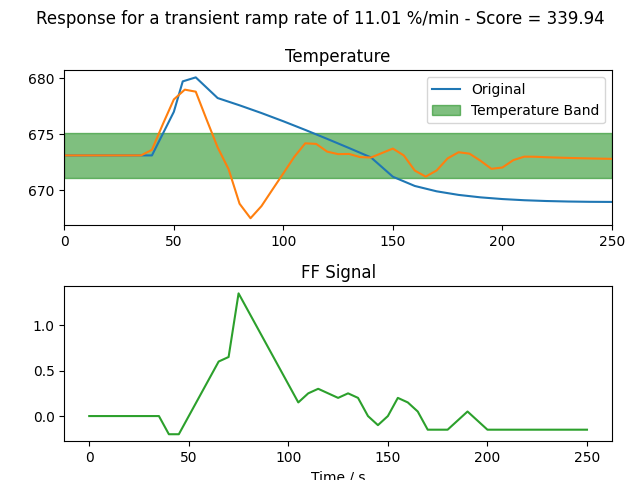 Response for a transient ramp rate of 11.01 %/min - Score = 339.94
Temperature
680
675
670
Original
Temperature Band
0 50 100 150 200 250
FF Signal
1.0
0.5
0.0
0 50 100 150 200 250
Time / s